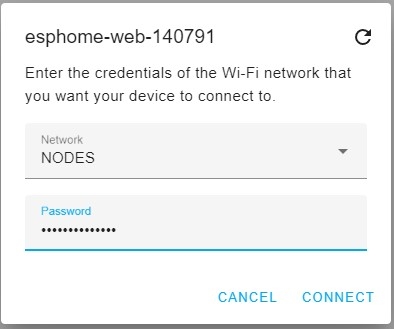 esphome-web-140791
Enter the credentials of the Wi-Fi network that
you want your device to connect to.
Network
NODES
Password
••••••••••••••
CANCEL CONNECT